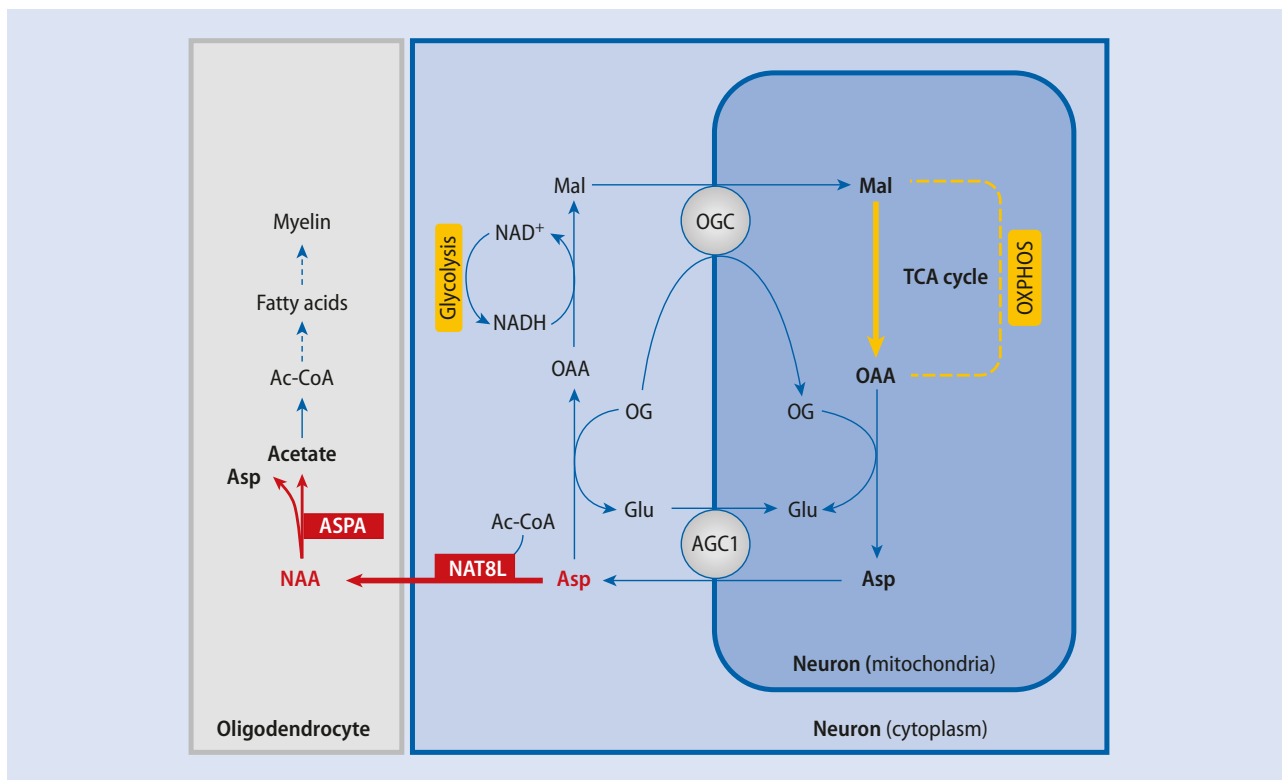 Myelin
Fatty acids
Ac-CoA
Acetate
Asp
ASPA
NAA
Oligodendrocyte
Mal
NAD⁺
Glycolysis
NADH
OAA
OG
Glu
Ac-CoA
NAT8L
Asp
OGC
AGC1
Mal
TCA cycle
OXPHOS
OAA
OG
Glu
Asp
Neuron (mitochondria)
Neuron (cytoplasm)